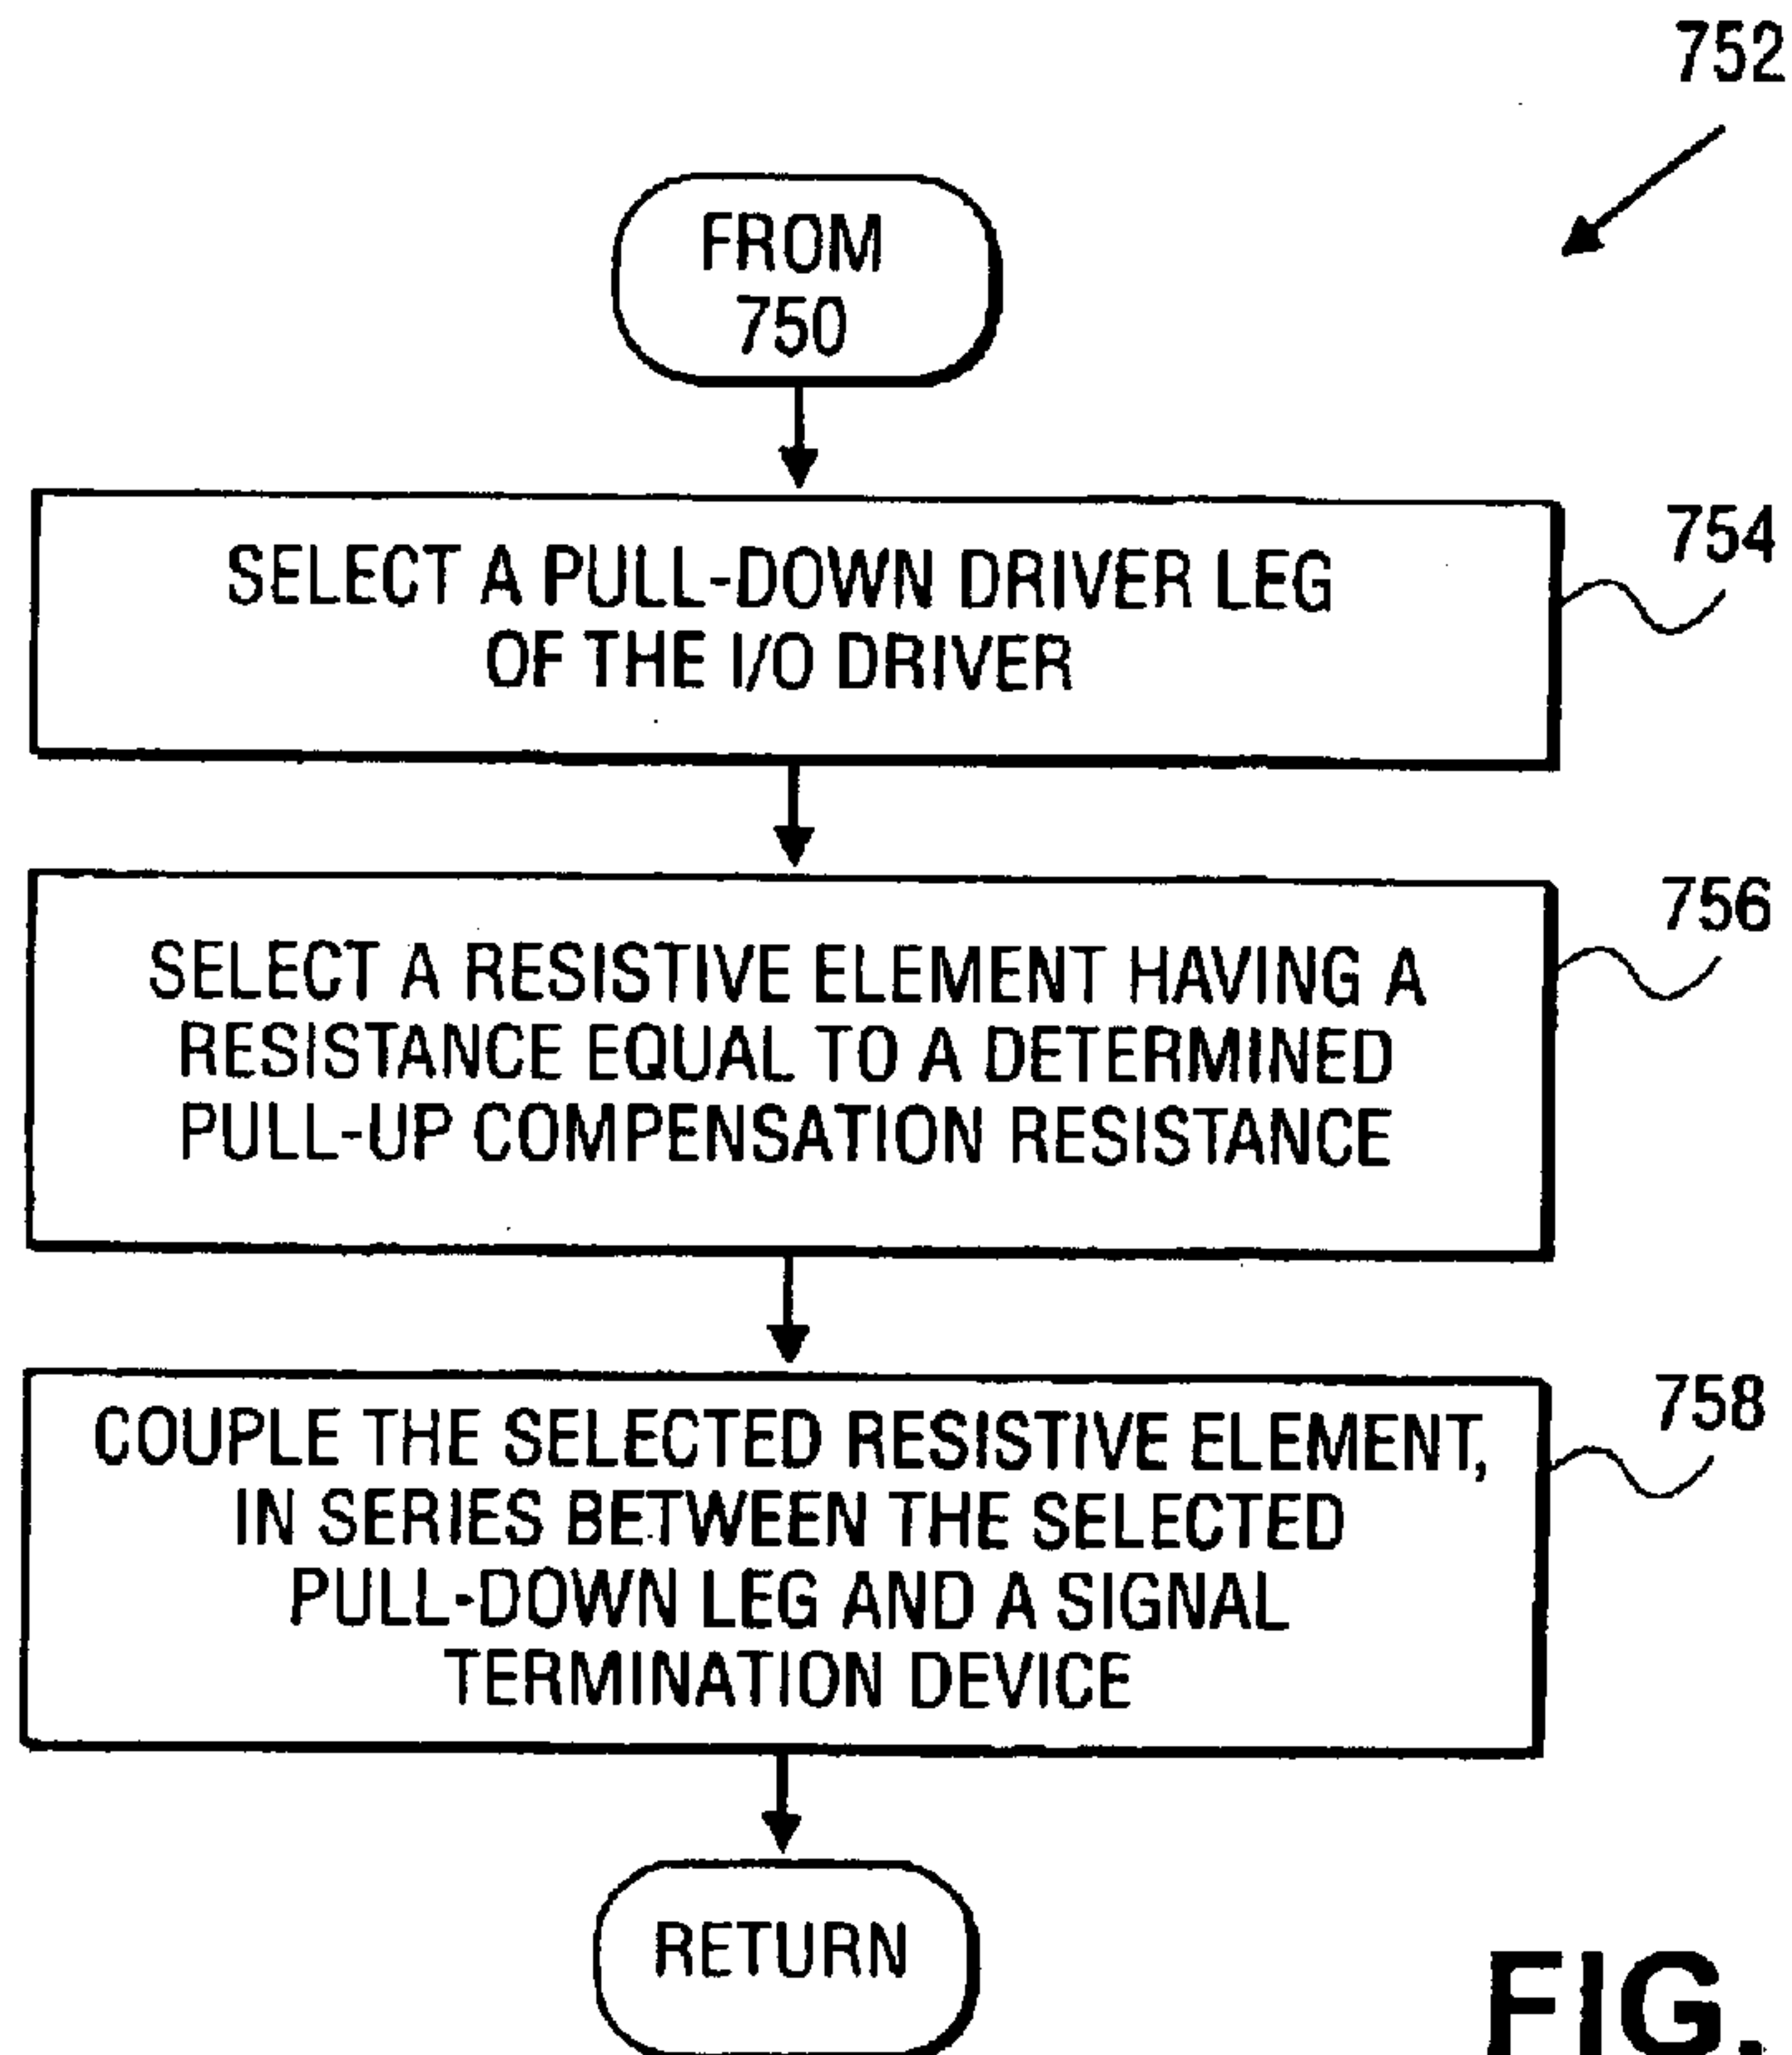 752
FROM
750
SELECT A PULL-DOWN DRIVER LEG
OF THE I/O DRIVER
754
SELECT A RESISTIVE ELEMENT HAVING A
RESISTANCE EQUAL TO A DETERMINED
PULL-UP COMPENSATION RESISTANCE
756
COUPLE THE SELECTED RESISTIVE ELEMENT,
IN SERIES BETWEEN THE SELECTED
PULL-DOWN LEG AND A SIGNAL
TERMINATION DEVICE
758
RETURN
FIG.